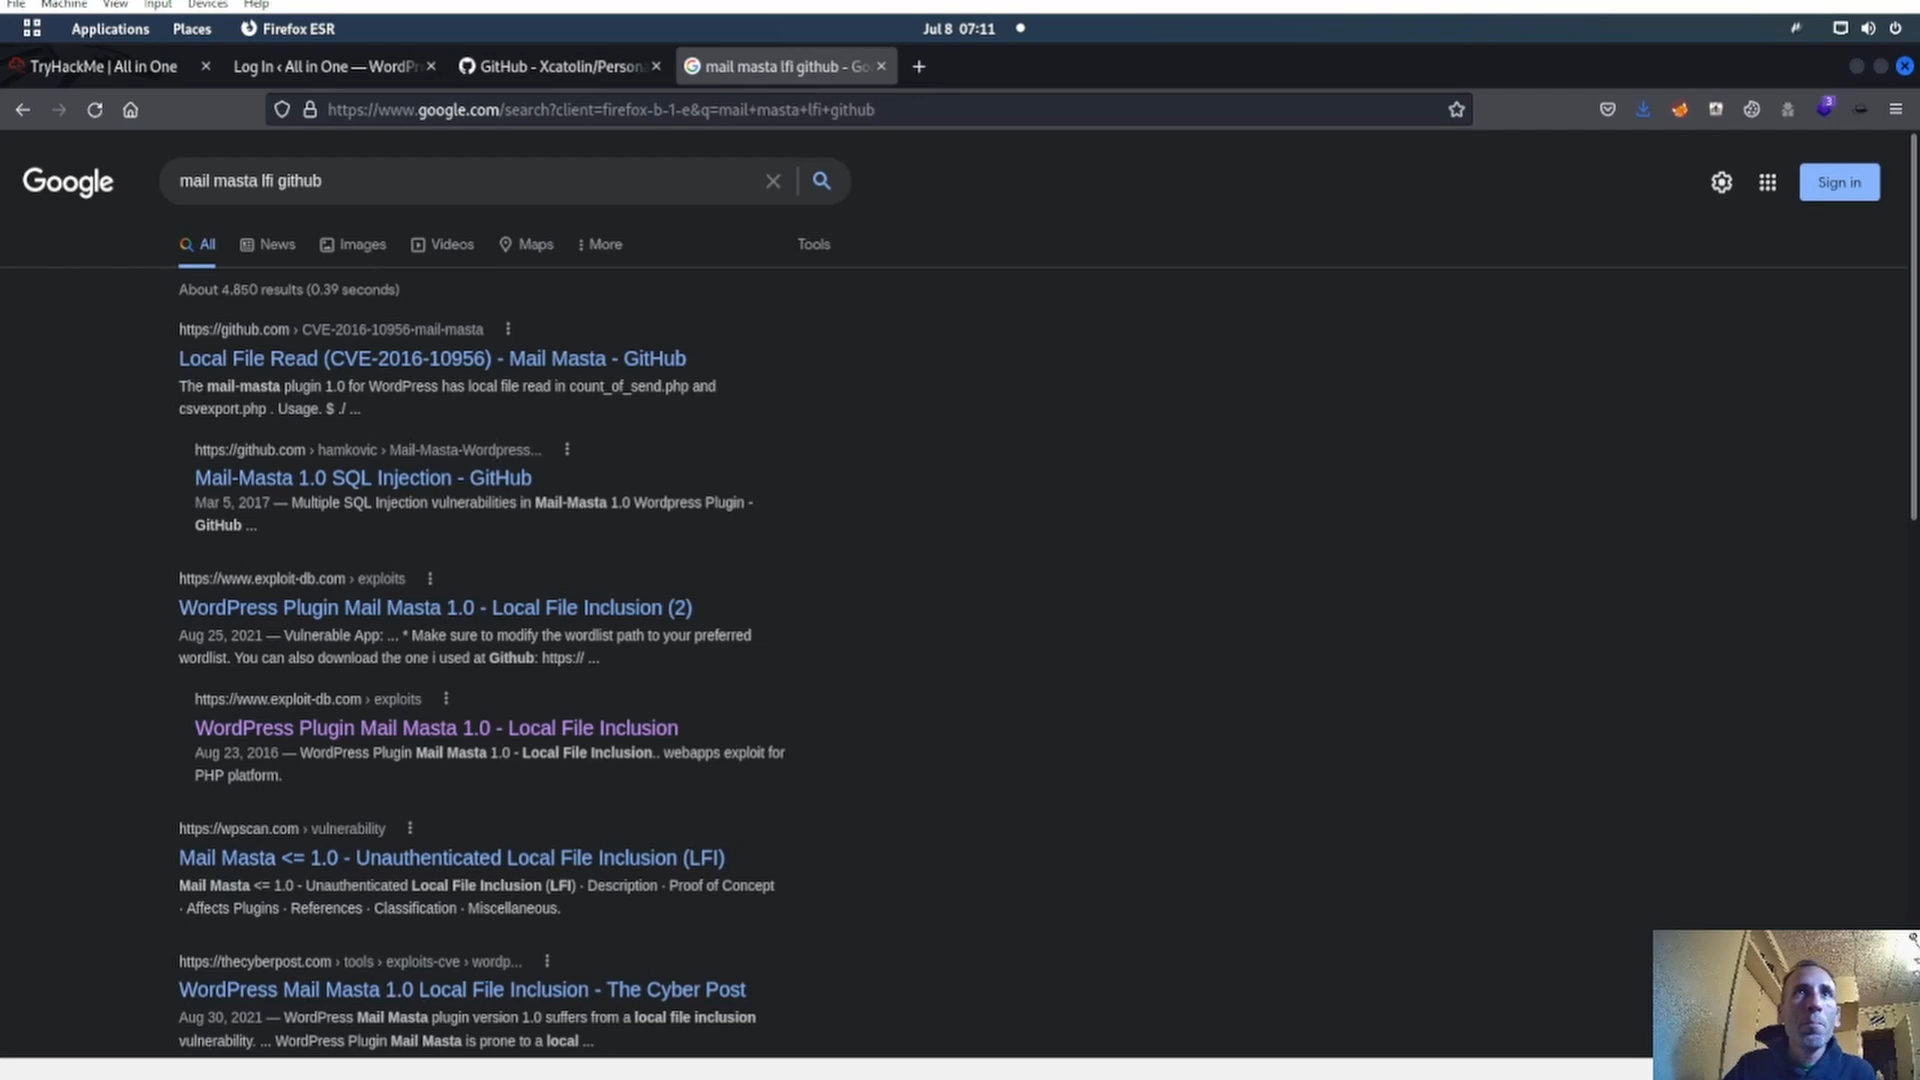 File Machine View Input Devices Help
Applications Places Firefox ESR Jul 8 07:11
TryHackMe | All in One Log In ‹ All in One — WordPr GitHub - Xcatolin/Person mail masta lfi github - Go
https://www.google.com/search?client=firefox-b-1-e&q=mail+masta+lfi+github 3
Google mail masta lfi github Sign in
All News Images Videos Maps More Tools
About 4,850 results (0.39 seconds)
https://github.com › CVE-2016-10956-mail-masta
Local File Read (CVE-2016-10956) - Mail Masta - GitHub
The mail-masta plugin 1.0 for WordPress has local file read in count_of_send.php and
csvexport.php . Usage. $ ./ ...
https://github.com › hamkovic › Mail-Masta-Wordpress...
Mail-Masta 1.0 SQL Injection - GitHub
Mar 5, 2017 — Multiple SQL Injection vulnerabilities in Mail-Masta 1.0 Wordpress Plugin -
GitHub ...
https://www.exploit-db.com › exploits
WordPress Plugin Mail Masta 1.0 - Local File Inclusion (2)
Aug 25, 2021 — Vulnerable App: ... * Make sure to modify the wordlist path to your preferred
wordlist. You can also download the one i used at Github: https:// ...
https://www.exploit-db.com › exploits
WordPress Plugin Mail Masta 1.0 - Local File Inclusion
Aug 23, 2016 — WordPress Plugin Mail Masta 1.0 - Local File Inclusion.. webapps exploit for
PHP platform.
https://wpscan.com › vulnerability
Mail Masta <= 1.0 - Unauthenticated Local File Inclusion (LFI)
Mail Masta <= 1.0 - Unauthenticated Local File Inclusion (LFI) · Description · Proof of Concept
· Affects Plugins · References · Classification · Miscellaneous.
https://thecyberpost.com › tools › exploits-cve › wordp...
WordPress Mail Masta 1.0 Local File Inclusion - The Cyber Post
Aug 30, 2021 — WordPress Mail Masta plugin version 1.0 suffers from a local file inclusion
vulnerability. ... WordPress Plugin Mail Masta is prone to a local ...